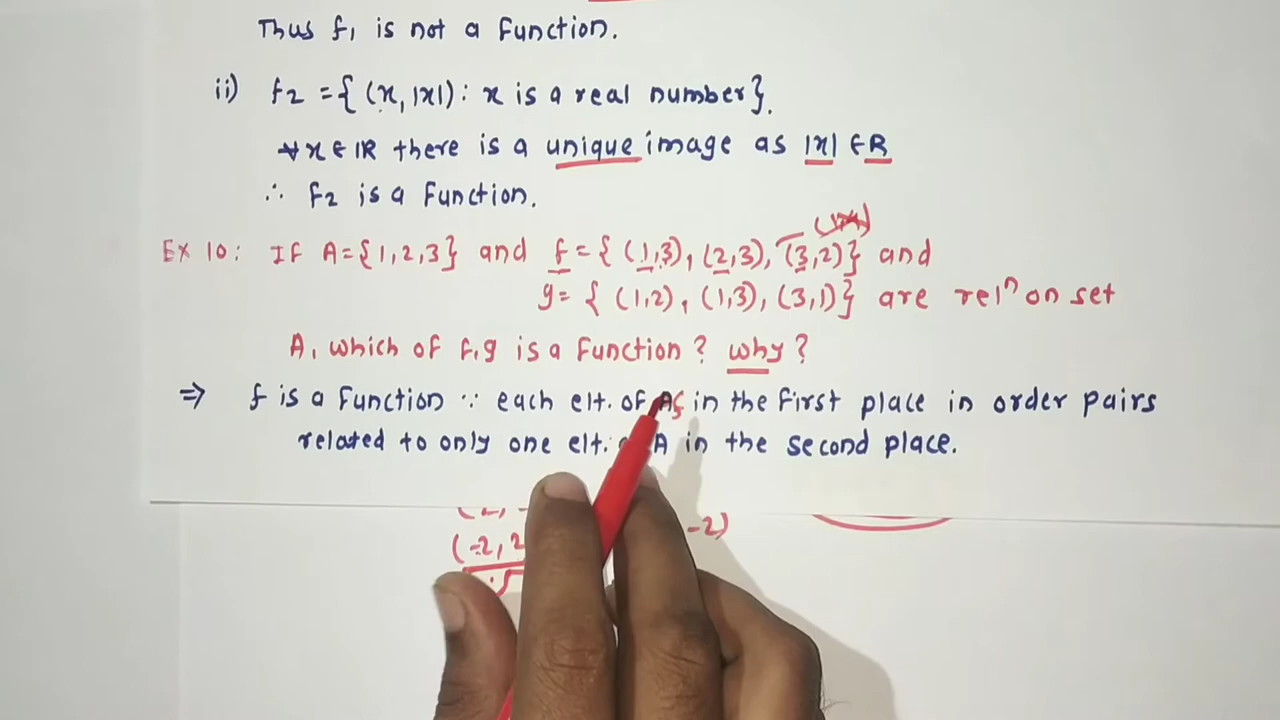 Thus f₁ is not a function.
ii) f₂ = { (x, |x|) : x is a real number }.
∀ x ∈ ℝ there is a unique image as |x| ∈ R
∴ f₂ is a function.
Ex 10: If A = {1,2,3} and f = { (1,3), (2,3), (3,2)} and
g = { (1,2), (1,3), (3,1)} are relⁿ on set
A, which of f,g is a function ? why ?
⇒ f is a function ∵ each elt. of A in the first place in order pairs
related to only one elt. A in the second place.
(-2, 2 -2)